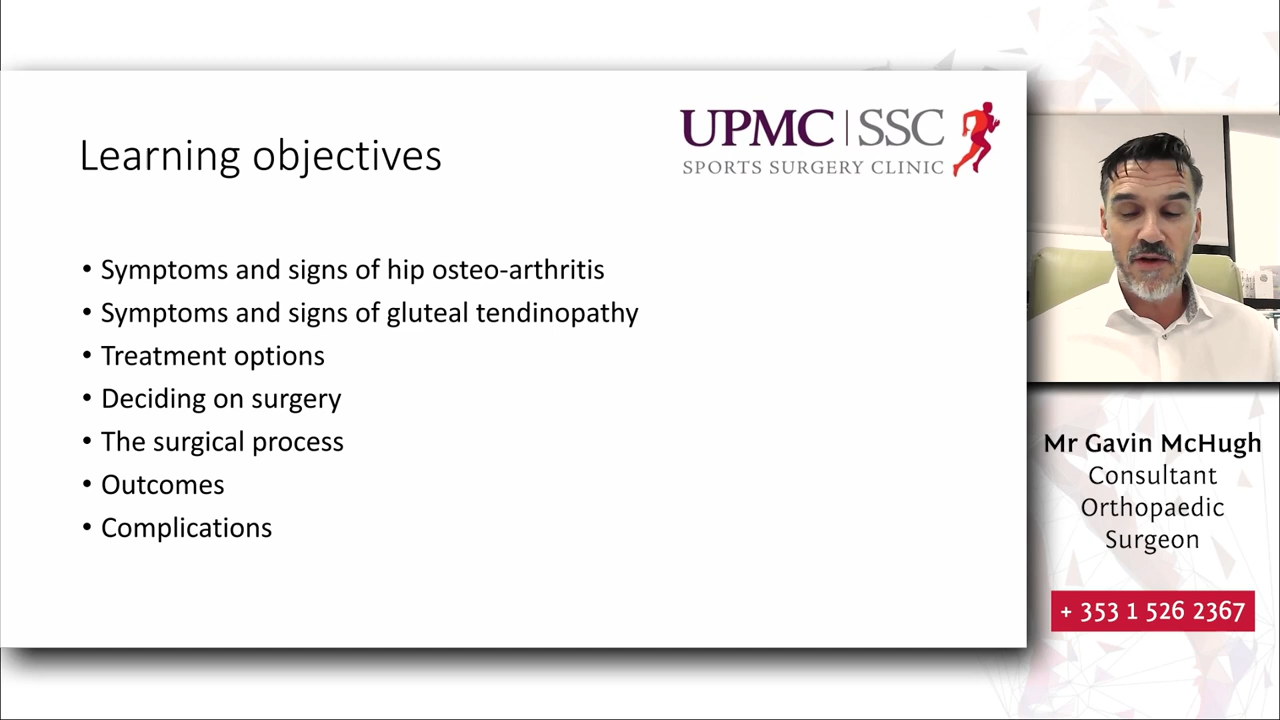 Learning objectives
UPMC | SSC
SPORTS SURGERY CLINIC
• Symptoms and signs of hip osteo-arthritis
• Symptoms and signs of gluteal tendinopathy
• Treatment options
• Deciding on surgery
• The surgical process
• Outcomes
• Complications
Mr Gavin McHugh
Consultant
Orthopaedic
Surgeon
+ 353 1 526 2367